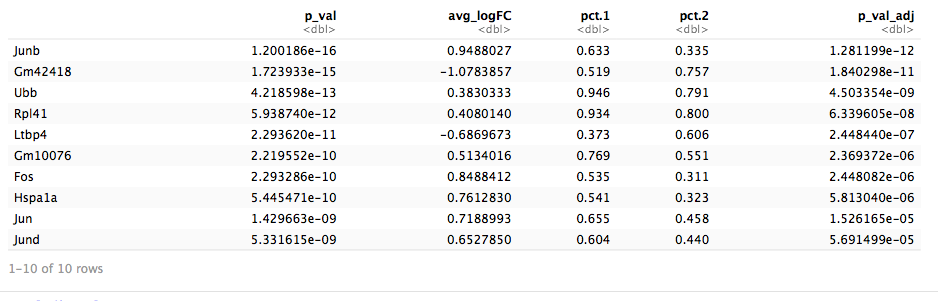 p_val avg_logFC pct.1 pct.2 p_val_adj
<dbl> <dbl> <dbl> <dbl> <dbl>
Junb 1.200186e-16 0.9488027 0.633 0.335 1.281199e-12
Gm42418 1.723933e-15 -1.0783857 0.519 0.757 1.840298e-11
Ubb 4.218598e-13 0.3830333 0.946 0.791 4.503354e-09
Rpl41 5.938740e-12 0.4080140 0.934 0.800 6.339605e-08
Ltbp4 2.293620e-11 -0.6869673 0.373 0.606 2.448440e-07
Gm10076 2.219552e-10 0.5134016 0.769 0.551 2.369372e-06
Fos 2.293286e-10 0.8488412 0.535 0.311 2.448082e-06
Hspa1a 5.445471e-10 0.7612830 0.541 0.323 5.813040e-06
Jun 1.429663e-09 0.7188993 0.655 0.458 1.526165e-05
Jund 5.331615e-09 0.6527850 0.604 0.440 5.691499e-05
1-10 of 10 rows